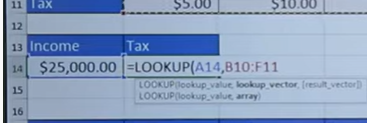 11 Tax $5.00 $10.00
12
13 Income Tax
14 $25,000.00 =LOOKUP(A14,B10:F11
LOOKUP(lookup_value, lookup_vector, [result_vector])
15 LOOKUP(lookup_value, array)
16